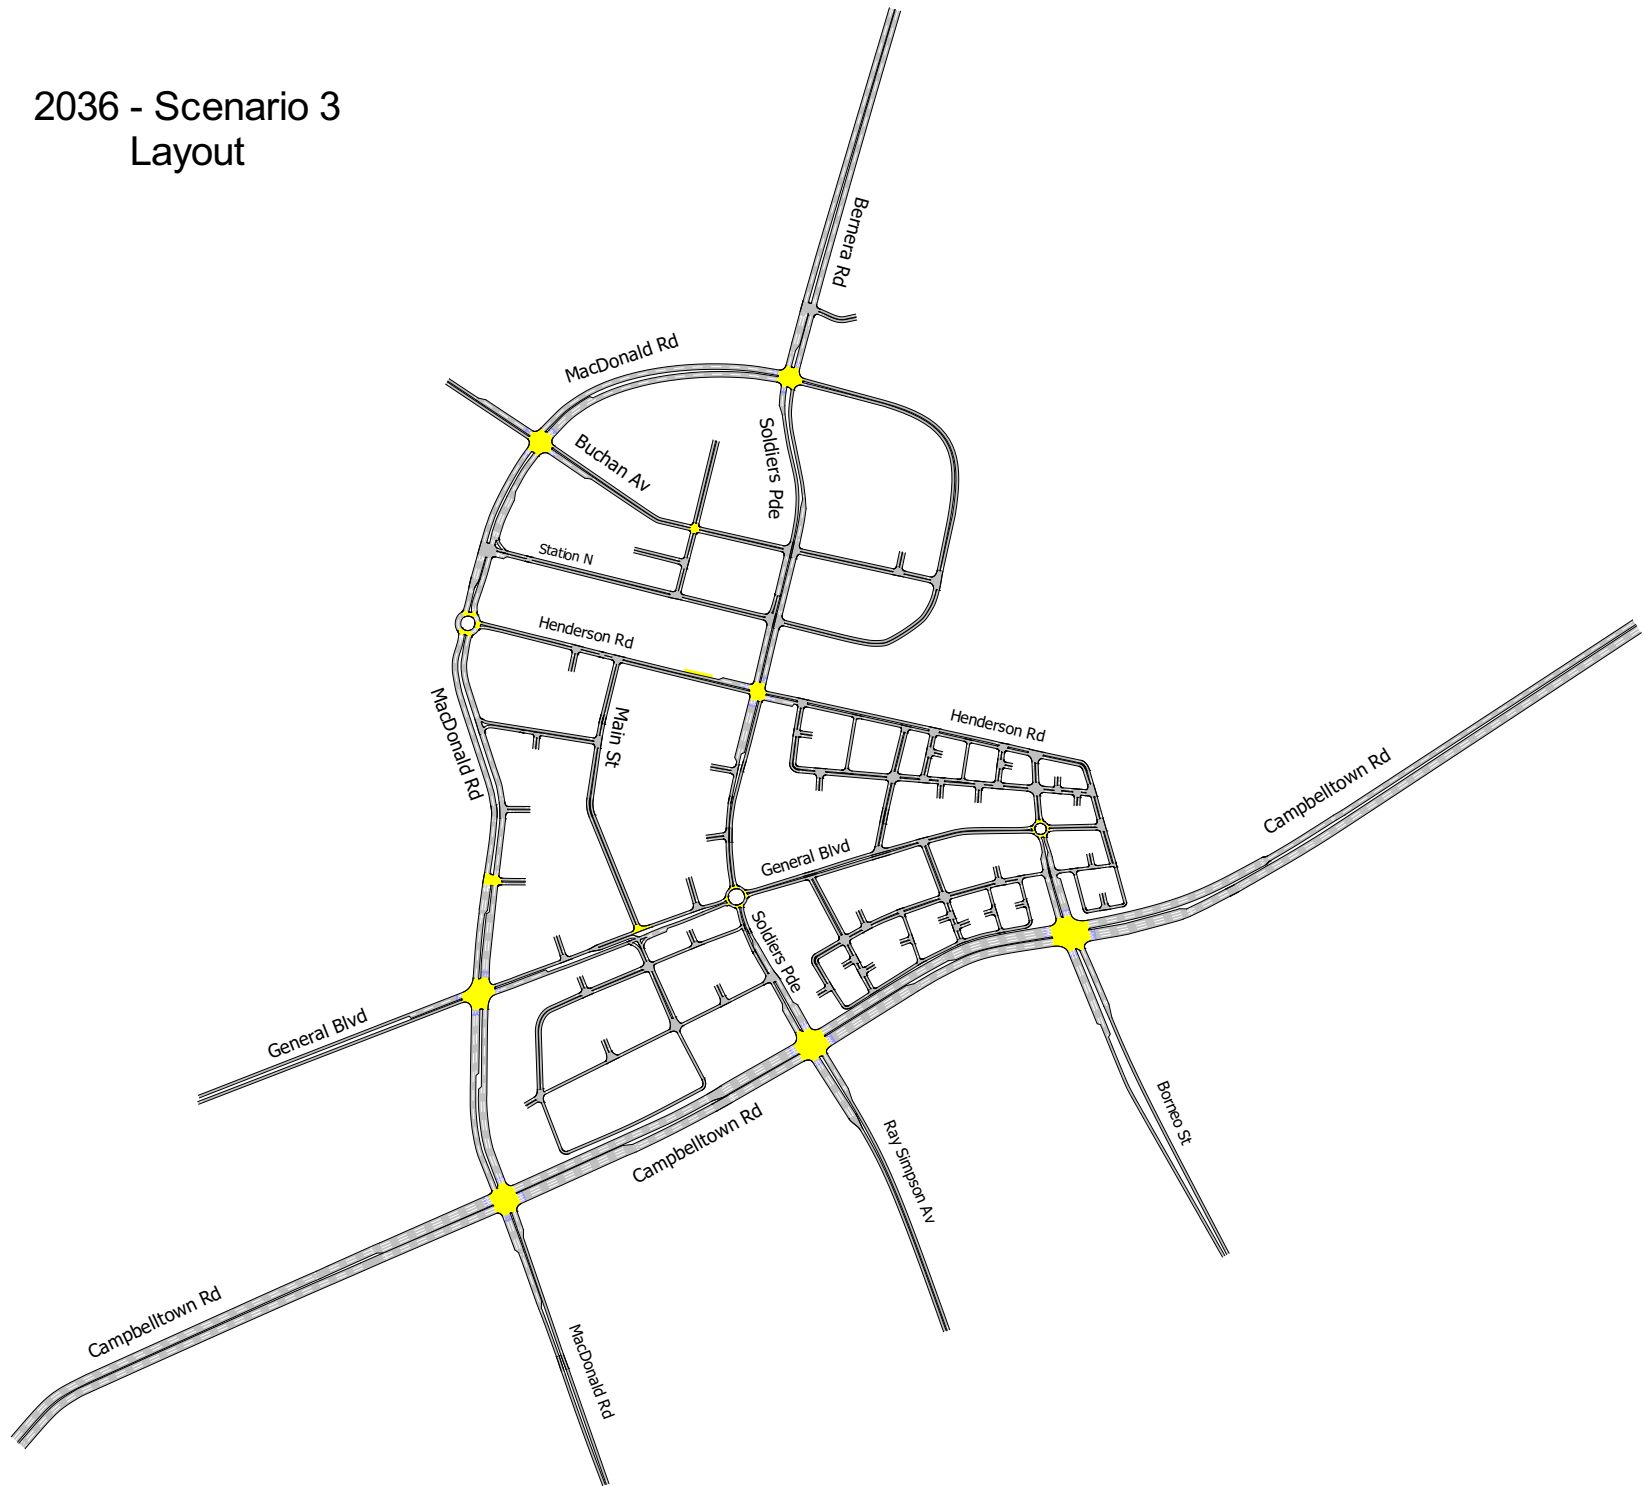 2036 - Scenario 3
Layout
Bernera Rd
MacDonald Rd
Buchan Av
Soldiers Pde
Station N
Henderson Rd
MacDonald Rd
Main St
Henderson Rd
Campbelltown Rd
General Blvd
Soldiers Pde
General Blvd
Campbelltown Rd
Borneo St
Ray Simpson Av
Campbelltown Rd
MacDonald Rd